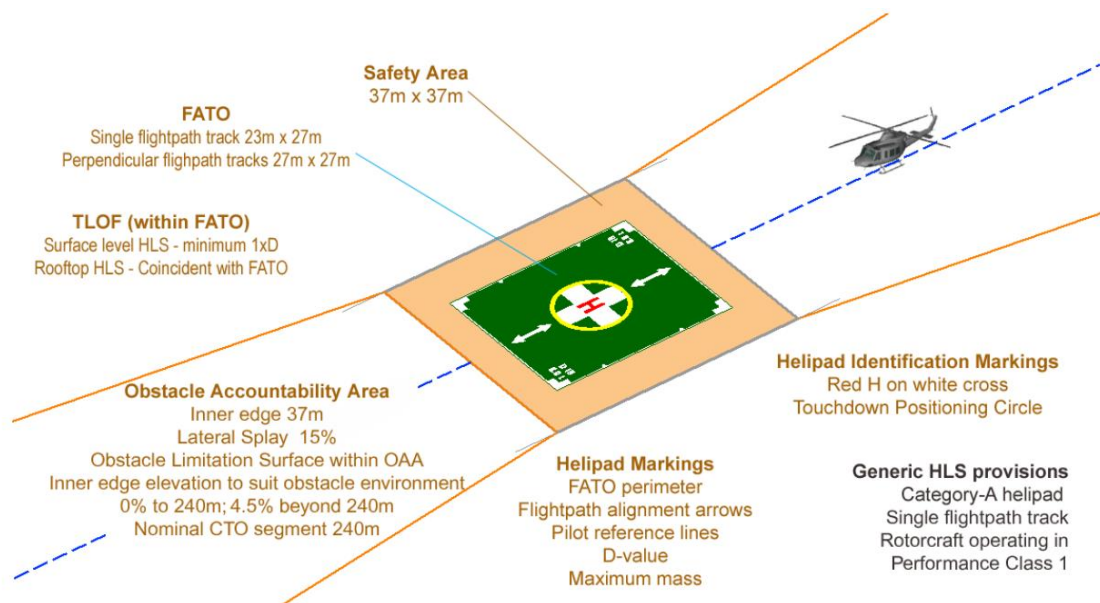 Safety Area
37m x 37m
FATO
Single flightpath track 23m x 27m
Perpendicular flighpath tracks 27m x 27m
TLOF (within FATO)
Surface level HLS - minimum 1xD
Rooftop HLS - Coincident with FATO
H
Obstacle Accountability Area
Inner edge 37m
Lateral Splay 15%
Obstacle Limitation Surface within OAA
Inner edge elevation to suit obstacle environment
0% to 240m; 4.5% beyond 240m
Nominal CTO segment 240m
Helipad Markings
FATO perimeter
Flightpath alignment arrows
Pilot reference lines
D-value
Maximum mass
Helipad Identification Markings
Red H on white cross
Touchdown Positioning Circle
Generic HLS provisions
Category-A helipad
Single flightpath track
Rotorcraft operating in
Performance Class 1